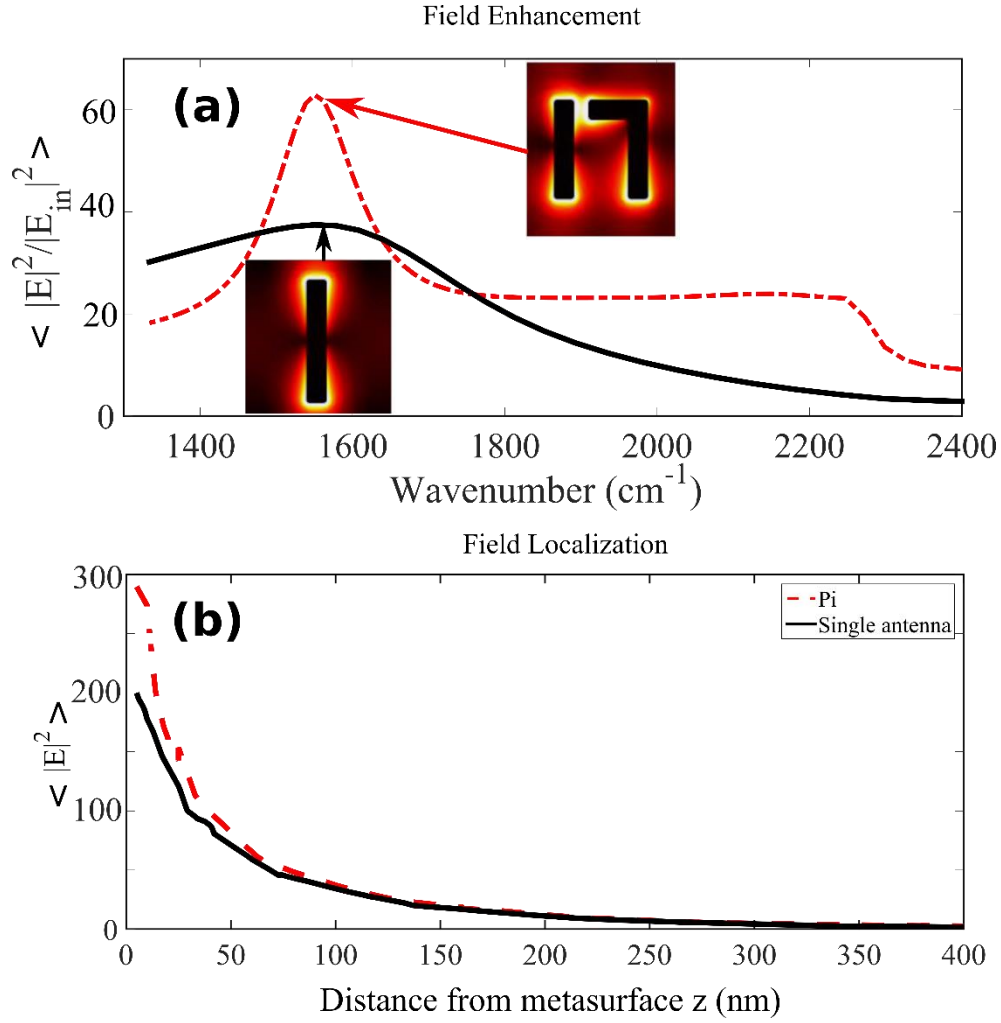 Field Enhancement
(a)
60
40
20
0
< |E|²/|E_in|² >
1400 1600 1800 2000 2200 2400
Wavenumber (cm⁻¹)
Field Localization
(b)
300
200
100
0
< |E|² >
Pi
Single antenna
0 50 100 150 200 250 300 350 400
Distance from metasurface z (nm)